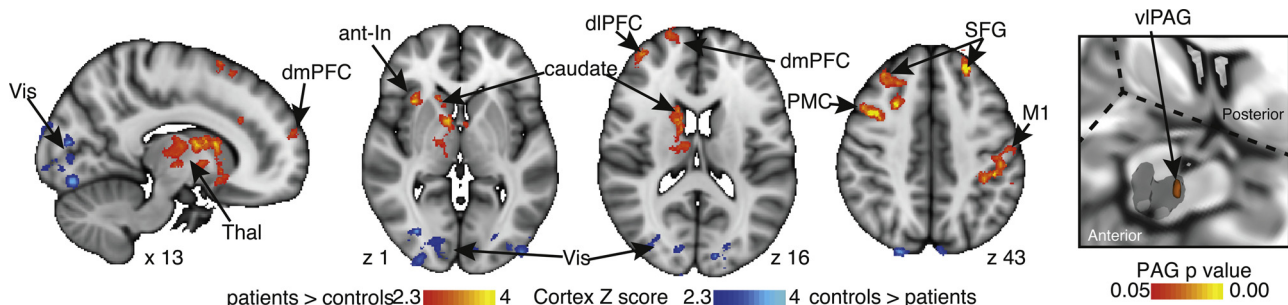 vlPAG
ant-In
dlPFC
SFG
Vis
dmPFC
caudate
dmPFC
PMC
M1
Posterior
Thal
Anterior
x 13
z 1
Vis
z 16
z 43
PAG p value
patients > controls 2.3 4 Cortex Z score 2.3 4 controls > patients
0.05 0.00